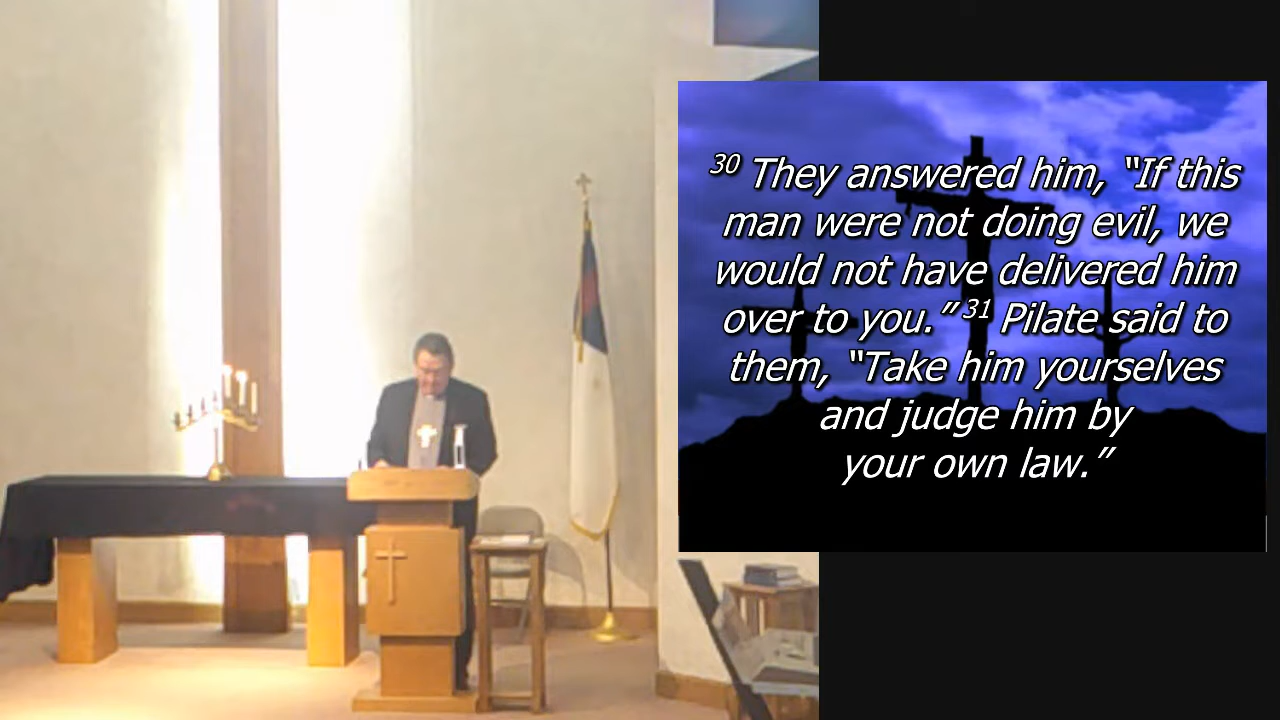 30 They answered him, “If this
man were not doing evil, we
would not have delivered him
over to you.” 31 Pilate said to
them, “Take him yourselves
and judge him by
your own law.”